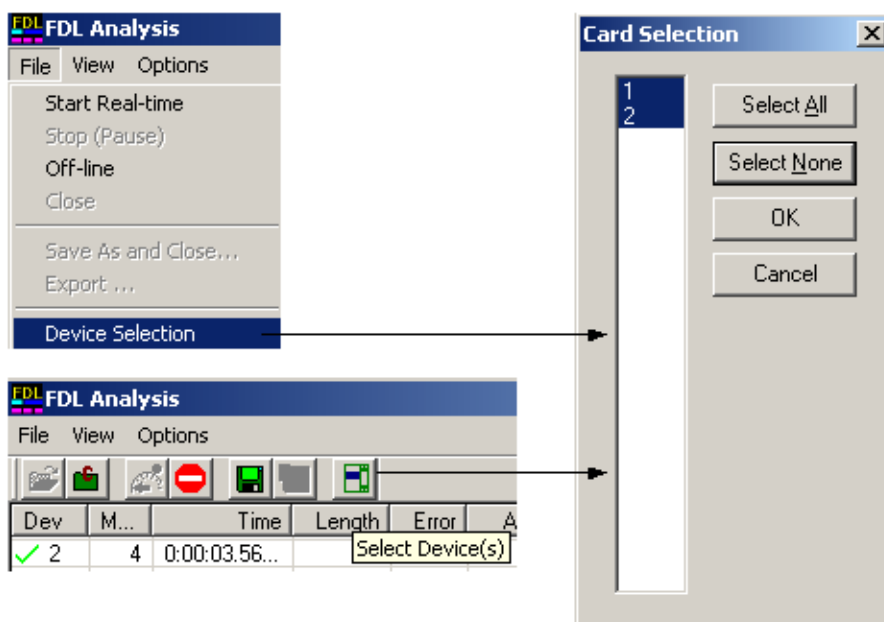 FDL FDL Analysis
File View Options
Start Real-time
Stop (Pause)
Off-line
Close
Save As and Close...
Export ...
Device Selection
FDL FDL Analysis
File View Options
Dev M... Time Length Error A
2 4 0:00:03.56...
Select Device(s)
Card Selection
1
2
Select All
Select None
OK
Cancel